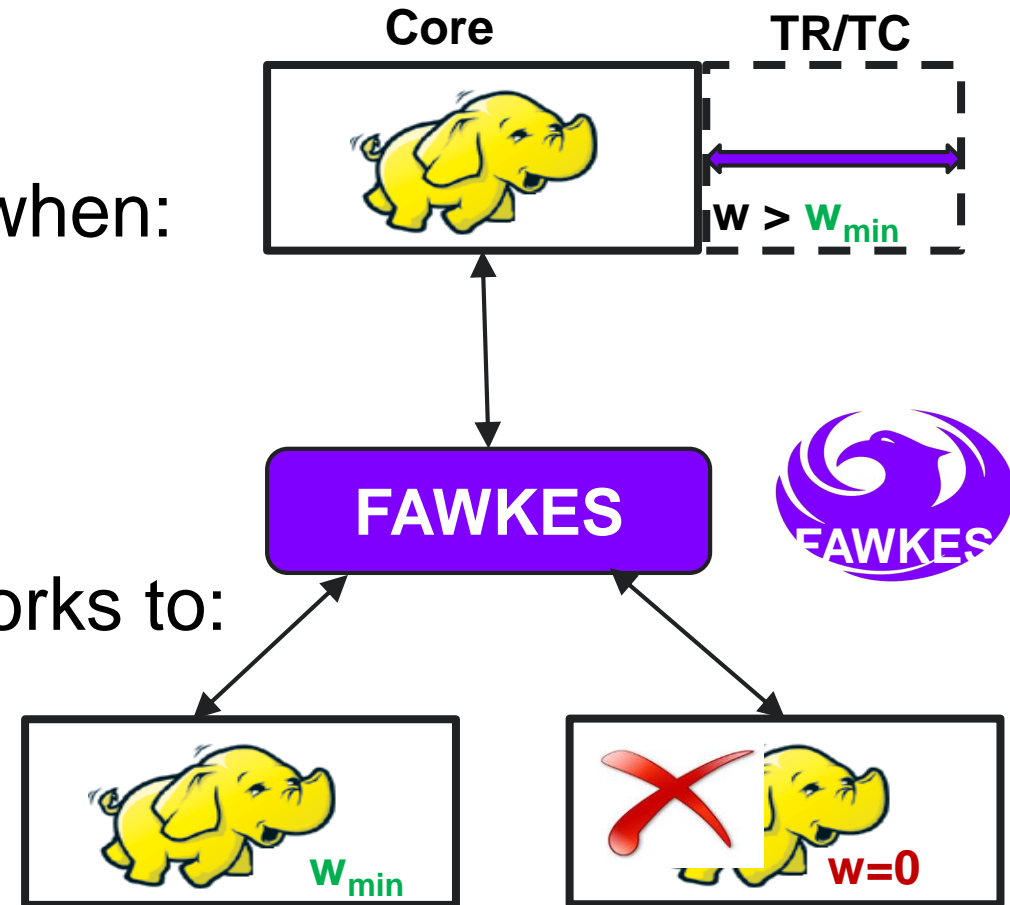 Core
TR/TC
when:
w > wmin
FAWKES
FAWKES
orks to:
wmin
w=0